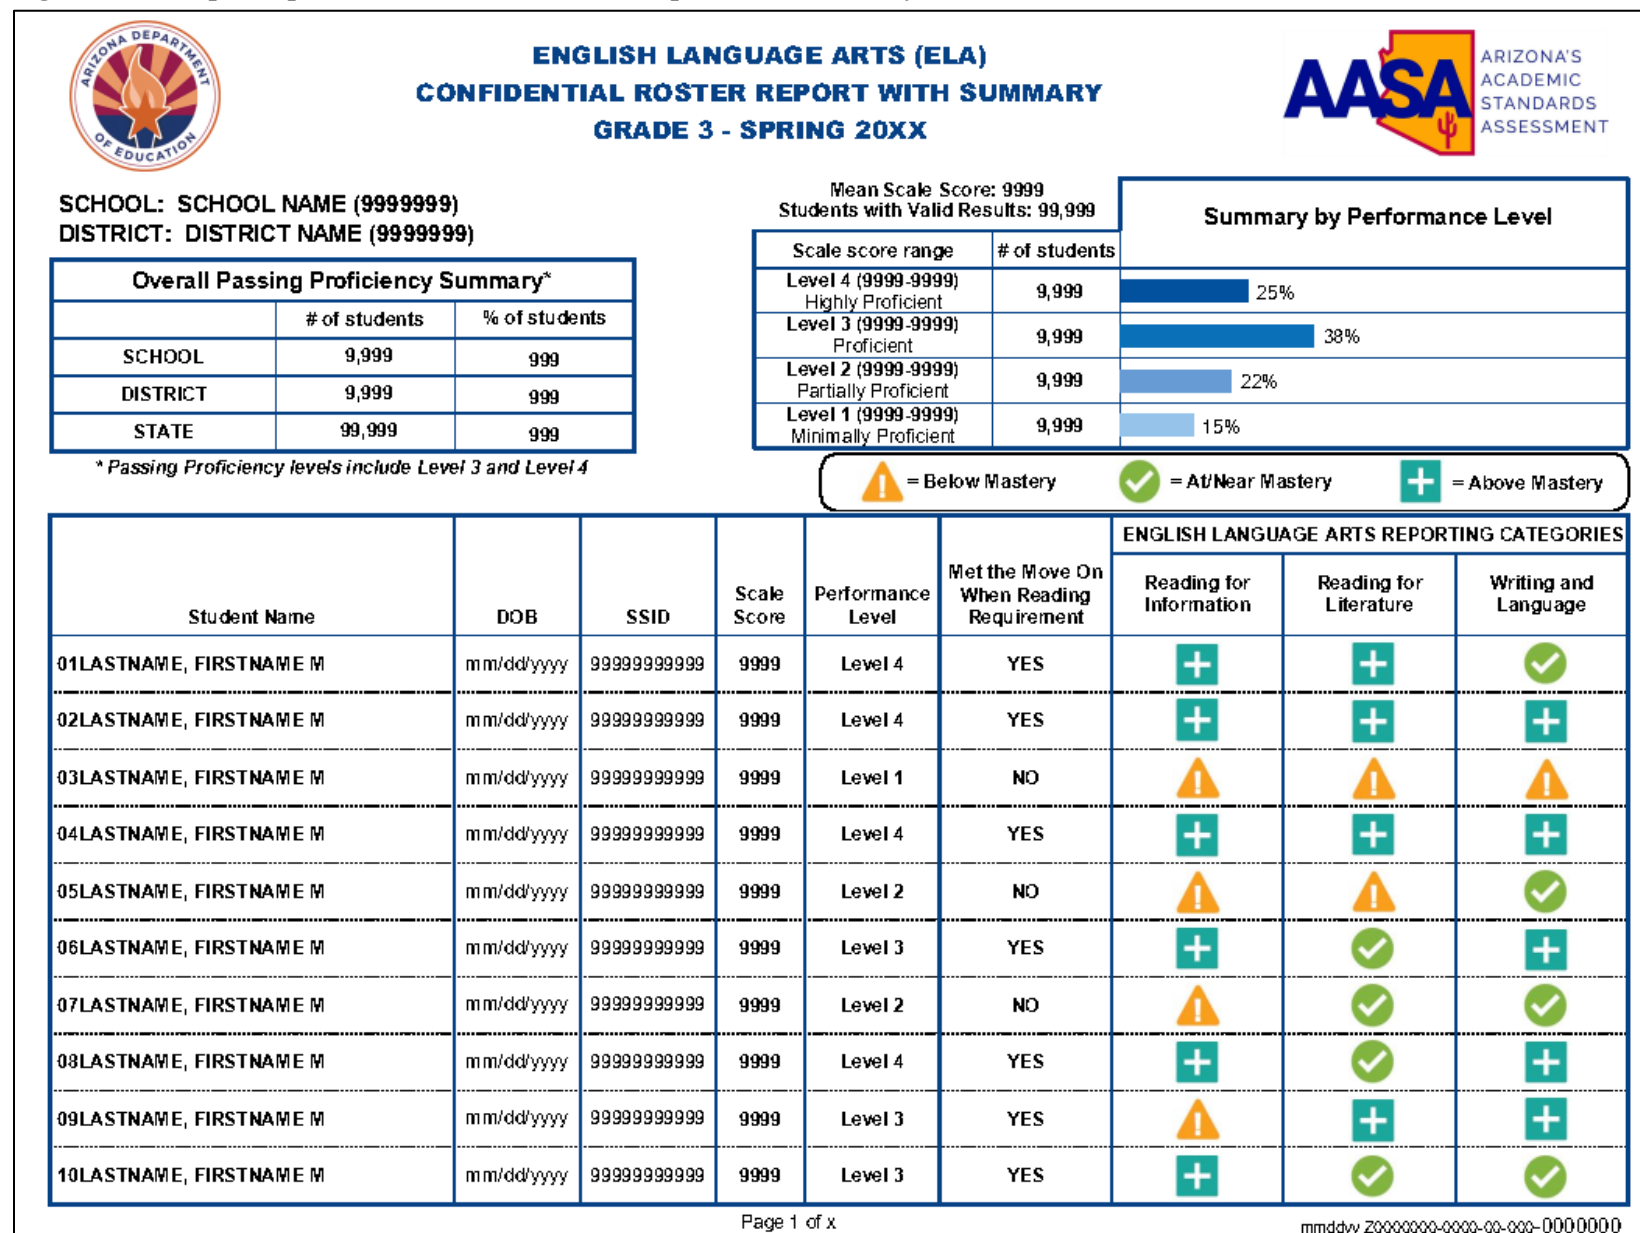 ARIZONA DEPARTMENT OF EDUCATION
ENGLISH LANGUAGE ARTS (ELA)
CONFIDENTIAL ROSTER REPORT WITH SUMMARY
GRADE 3 - SPRING 20XX
AASA
ARIZONA'S
ACADEMIC
STANDARDS
ASSESSMENT
SCHOOL: SCHOOL NAME (9999999)
DISTRICT: DISTRICT NAME (9999999)
Overall Passing Proficiency Summary*
# of students % of students
SCHOOL 9,999 999
DISTRICT 9,999 999
STATE 99,999 999
* Passing Proficiency levels include Level 3 and Level 4
Mean Scale Score: 9999
Students with Valid Results: 99,999
Summary by Performance Level
Scale score range # of students
Level 4 (9999-9999)
Highly Proficient 9,999 25%
Level 3 (9999-9999)
Proficient 9,999 38%
Level 2 (9999-9999)
Partially Proficient 9,999 22%
Level 1 (9999-9999)
Minimally Proficient 9,999 15%
= Below Mastery = At/Near Mastery = Above Mastery
ENGLISH LANGUAGE ARTS REPORTING CATEGORIES
Student Name
DOB
SSID
Scale
Score
Performance
Level
Met the Move On
When Reading
Requirement
Reading for
Information
Reading for
Literature
Writing and
Language
01LASTNAME, FIRSTNAME M mm/dd/yyyy 99999999999 9999 Level 4 YES
02LASTNAME, FIRSTNAME M mm/dd/yyyy 99999999999 9999 Level 4 YES
03LASTNAME, FIRSTNAME M mm/dd/yyyy 99999999999 9999 Level 1 NO
04LASTNAME, FIRSTNAME M mm/dd/yyyy 99999999999 9999 Level 4 YES
05LASTNAME, FIRSTNAME M mm/dd/yyyy 99999999999 9999 Level 2 NO
06LASTNAME, FIRSTNAME M mm/dd/yyyy 99999999999 9999 Level 3 YES
07LASTNAME, FIRSTNAME M mm/dd/yyyy 99999999999 9999 Level 2 NO
08LASTNAME, FIRSTNAME M mm/dd/yyyy 99999999999 9999 Level 4 YES
09LASTNAME, FIRSTNAME M mm/dd/yyyy 99999999999 9999 Level 3 YES
10LASTNAME, FIRSTNAME M mm/dd/yyyy 99999999999 9999 Level 3 YES
Page 1 of x
mmddyy Z0000000-0000-00-000-0000000